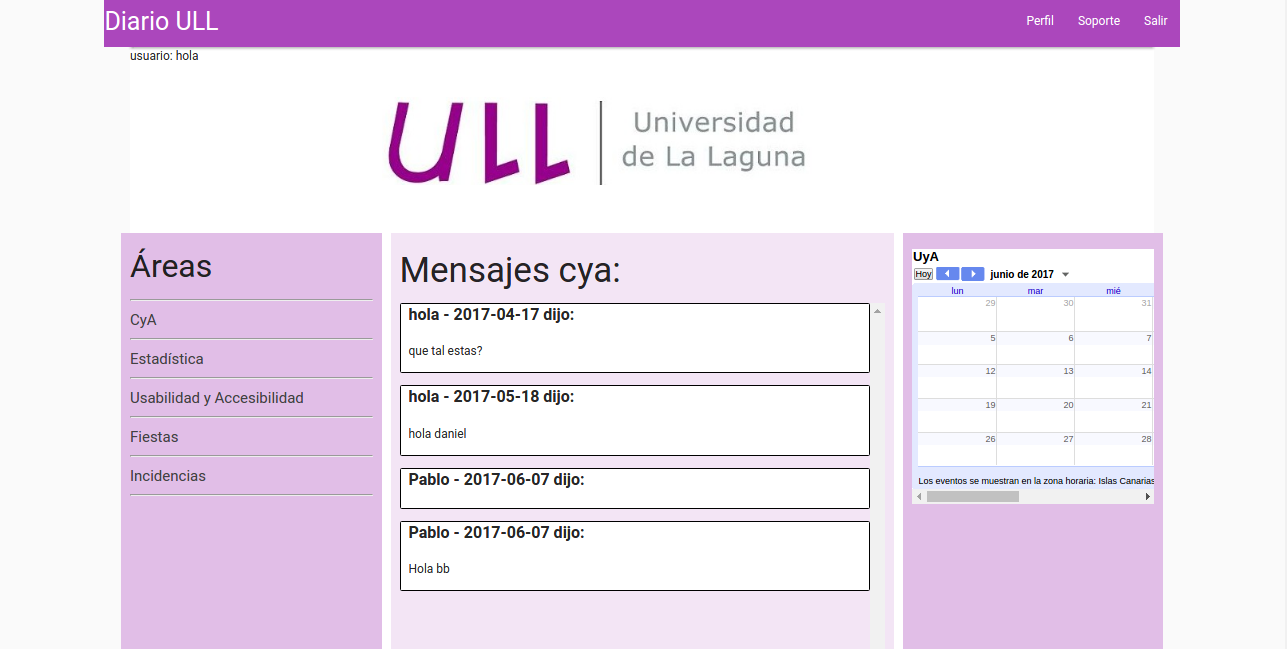 Diario ULL
Perfil Soporte Salir
usuario: hola
ULL
Universidad
de La Laguna
Áreas
CyA
Estadística
Usabilidad y Accesibilidad
Fiestas
Incidencias
Mensajes cya:
hola - 2017-04-17 dijo:
que tal estas?
hola - 2017-05-18 dijo:
hola daniel
Pablo - 2017-06-07 dijo:
Pablo - 2017-06-07 dijo:
Hola bb
UyA
Hoy junio de 2017
lun mar mié
29 30 31
5 6 7
12 13 14
19 20 21
26 27 28
Los eventos se muestran en la zona horaria: Islas Canarias